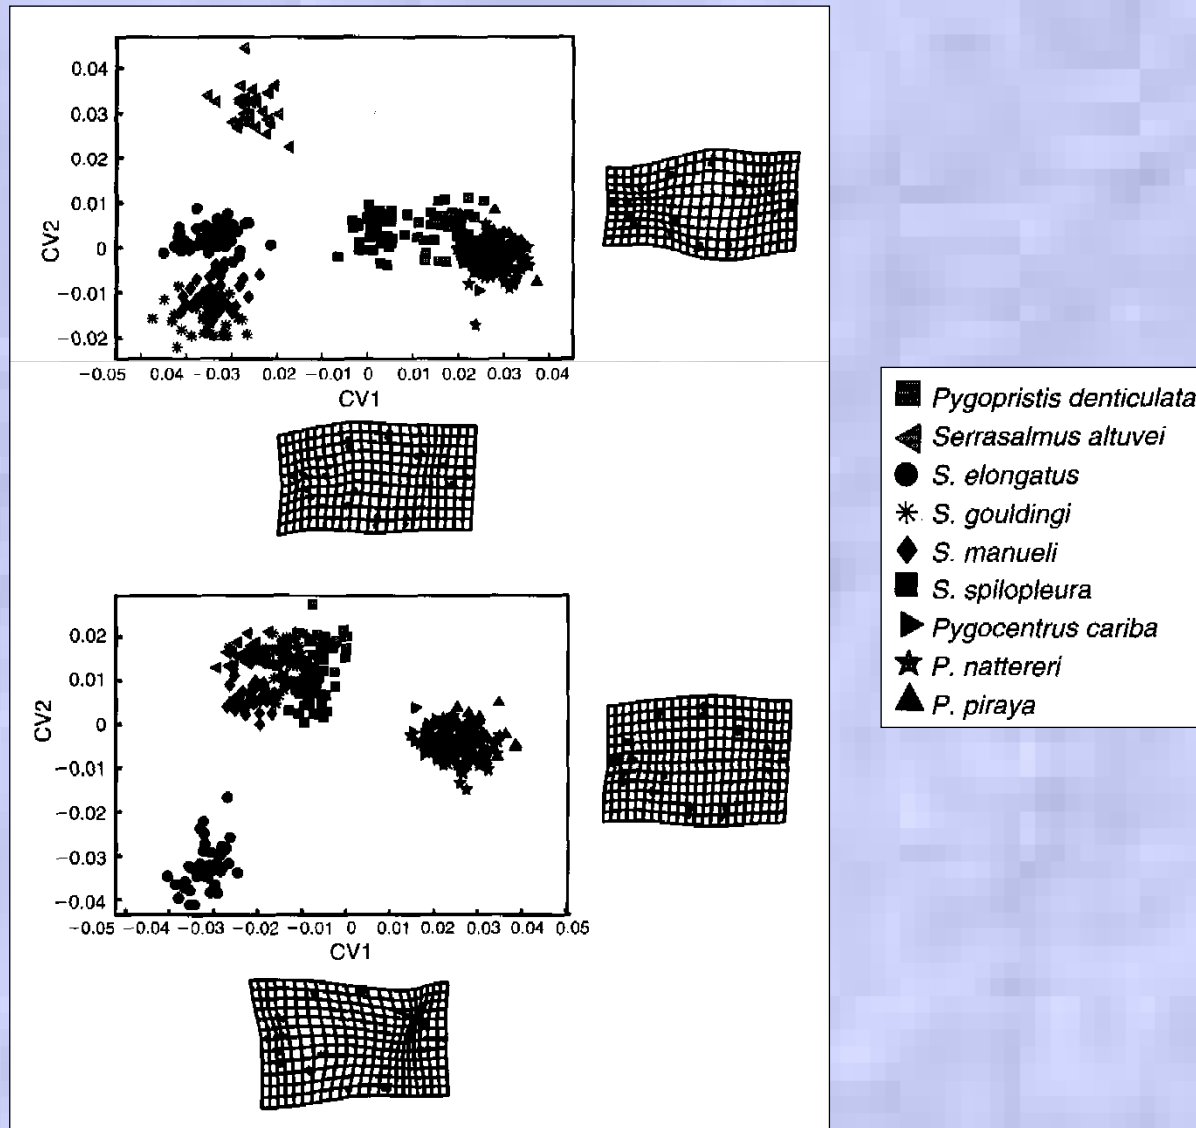 0.04
0.03
0.02
0.01
0
−0.01
−0.02
CV2
−0.05 0.04 −0.03 0.02 −0.01 0 0.01 0.02 0.03 0.04
CV1
0.02
0.01
0
−0.01
−0.02
−0.03
−0.04
CV2
−0.05 −0.04 −0.03 −0.02 −0.01 0 0.01 0.02 0.03 0.04 0.05
CV1
Pygopristis denticulata
Serrasalmus altuvei
S. elongatus
S. gouldingi
S. manueli
S. spilopleura
Pygocentrus cariba
P. nattereri
P. piraya